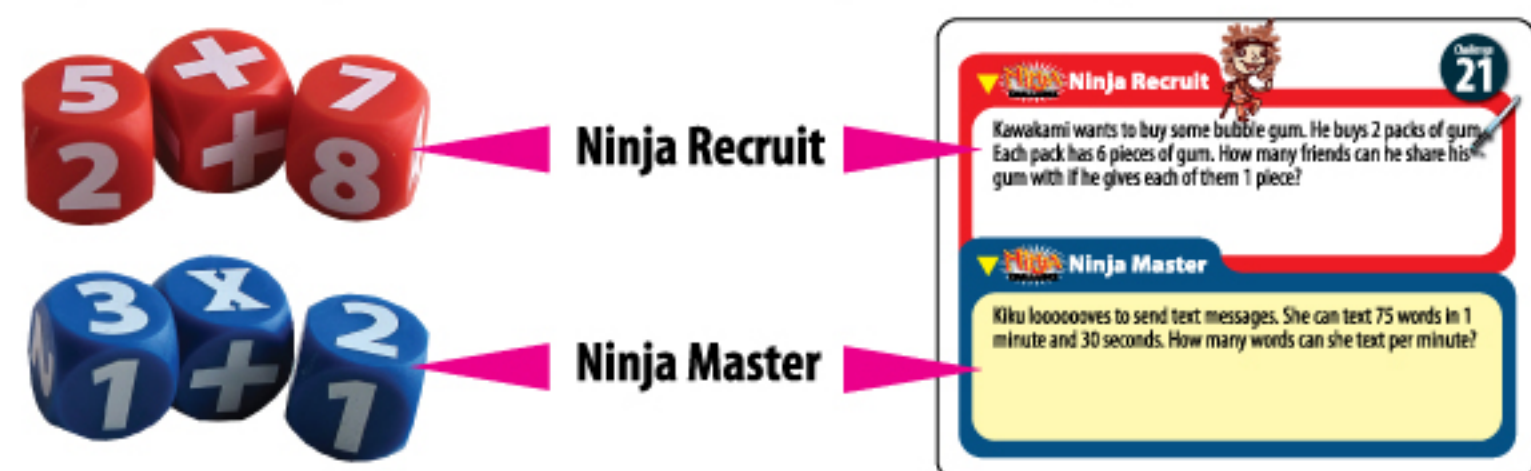 5 + 7
2 + 8
Ninja Recruit
3 x 2
1 + 1
Ninja Master
Challenge
21
Ninja Recruit
Kawakami wants to buy some bubble gum. He buys 2 packs of gum.
Each pack has 6 pieces of gum. How many friends can he share his
gum with if he gives each of them 1 piece?
Ninja Master
Kiku looooooves to send text messages. She can text 75 words in 1
minute and 30 seconds. How many words can she text per minute?